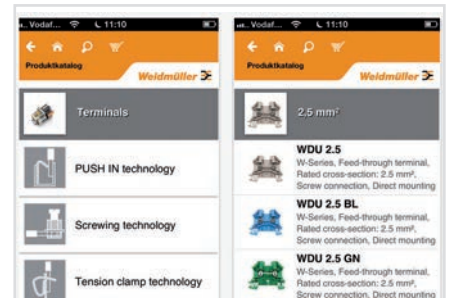 ...Vodaf... 11:10
Produktkatalog
Weidmüller
Terminals
PUSH IN technology
Screwing technology
Tension clamp technology
...Vodaf... 11:10
Produktkatalog
Weidmüller
2.5 mm²
WDU 2.5
W-Series, Feed-through terminal,
Rated cross-section: 2.5 mm²,
Screw connection, Direct mounting
WDU 2.5 BL
W-Series, Feed-through terminal,
Rated cross-section: 2.5 mm²,
Screw connection, Direct mounting
WDU 2.5 GN
W-Series, Feed-through terminal,
Rated cross-section: 2.5 mm²,
Screw connection, Direct mounting